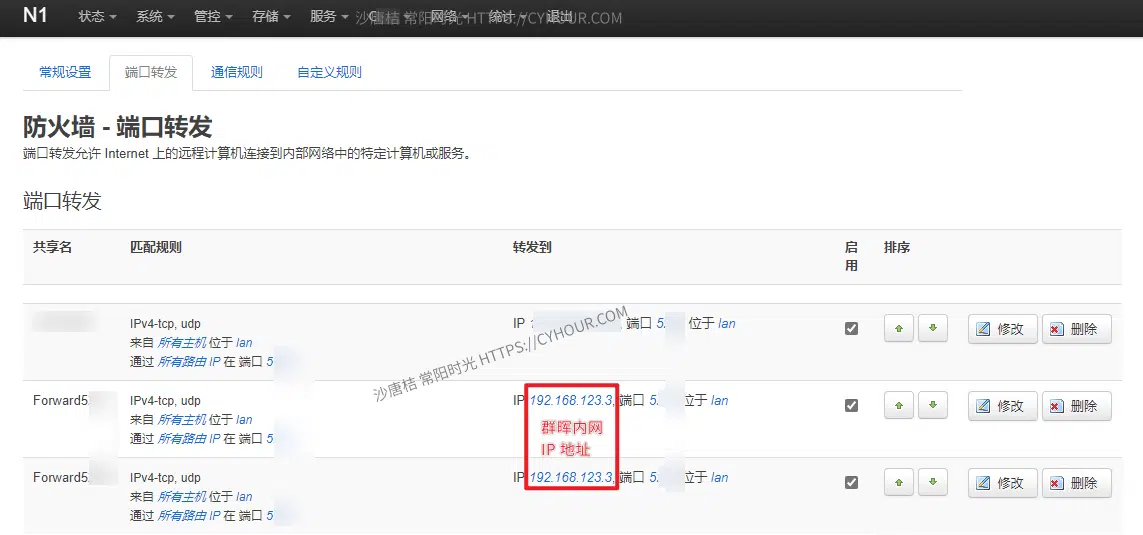 N1 状态 系统 管控 存储 服务 C 网络 统计 退出
沙唐桔 常阳时光 HTTPS://CYHOUR.COM
常规设置 端口转发 通信规则 自定义规则
防火墙 - 端口转发
端口转发允许 Internet 上的远程计算机连接到内部网络中的特定计算机或服务。
端口转发
共享名 匹配规则 转发到 启用 排序
IPv4-tcp, udp
来自 所有主机 位于 lan
通过 所有路由 IP 在 端口 5
IP 端口 5. 位于 lan
修改 删除
沙唐桔 常阳时光 HTTPS://CYHOUR.COM
Forward5
IPv4-tcp, udp
来自 所有主机 位于 lan
通过 所有路由 IP 在 端口 5
IP 192.168.123.3, 端口 5. 位于 lan
修改 删除
群晖内网
IP 地址
Forward5
IPv4-tcp, udp
来自 所有主机 位于 lan
通过 所有路由 IP 在 端口 5
IP 192.168.123.3, 端口 5. 位于 lan
修改 删除